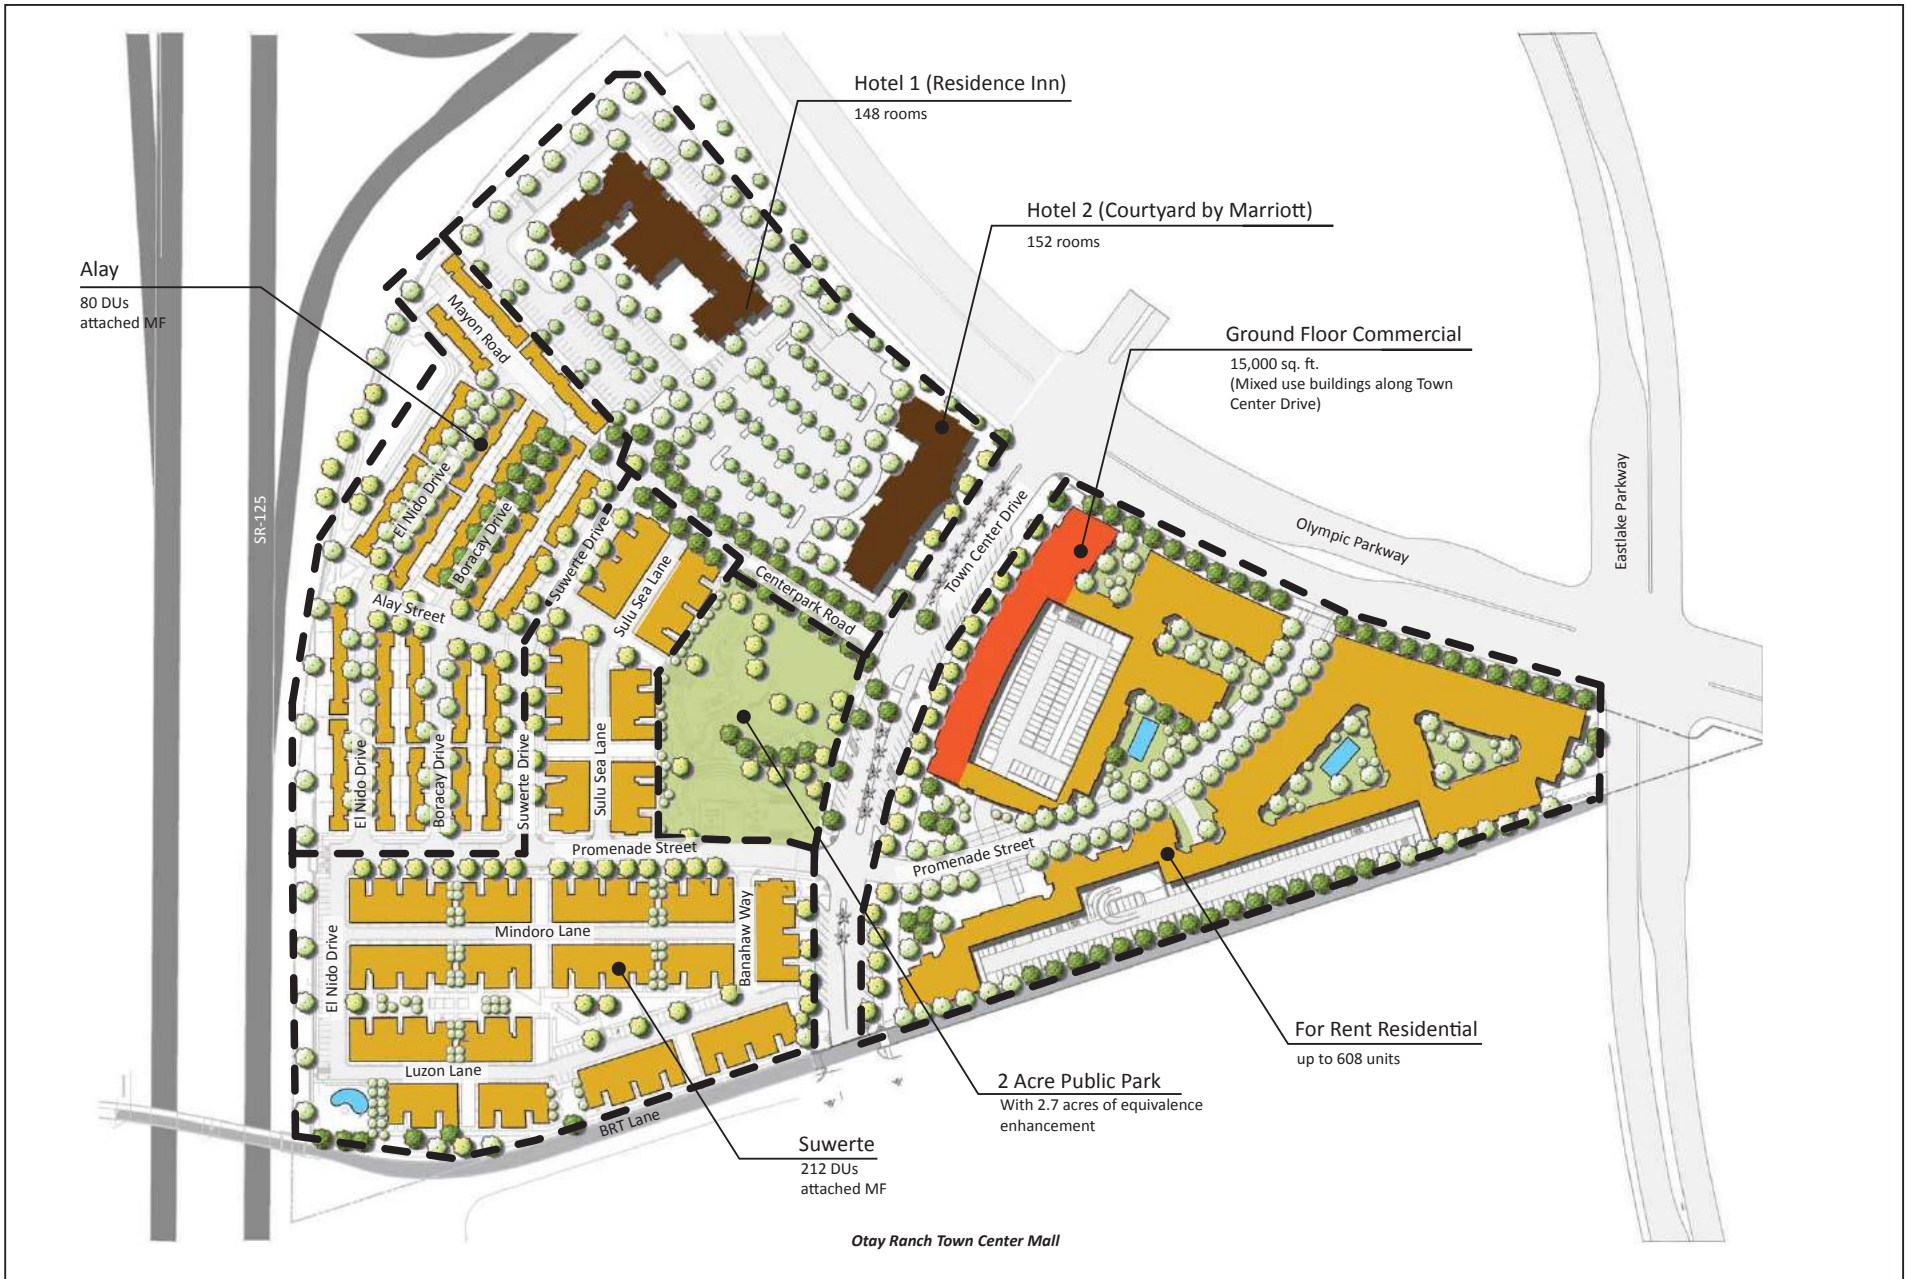 Hotel 1 (Residence Inn)
148 rooms
Hotel 2 (Courtyard by Marriott)
152 rooms
Alay
80 DUs
attached MF
Ground Floor Commercial
15,000 sq. ft.
(Mixed use buildings along Town
Center Drive)
Mayon Road
SR-125
El Nido Drive
Boracay Drive
Suwerte Drive
Sulu Sea Lane
Alay Street
Centerpark Road
Town Center Drive
Olympic Parkway
Eastlake Parkway
El Nido Drive
Boracay Drive
Suwerte Drive
Sulu Sea Lane
Promenade Street
Promenade Street
El Nido Drive
Mindoro Lane
Banahaw Way
Luzon Lane
BRT Lane
For Rent Residential
up to 608 units
2 Acre Public Park
With 2.7 acres of equivalence
enhancement
Suwerte
212 DUs
attached MF
Otay Ranch Town Center Mall